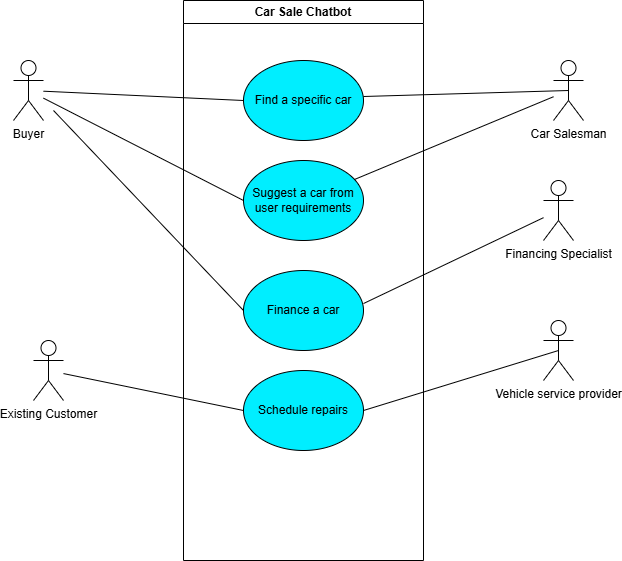 Car Sale Chatbot
Find a specific car
Buyer
Car Salesman
Suggest a car from
user requirements
Financing Specialist
Finance a car
Vehicle service provider
Existing Customer
Schedule repairs